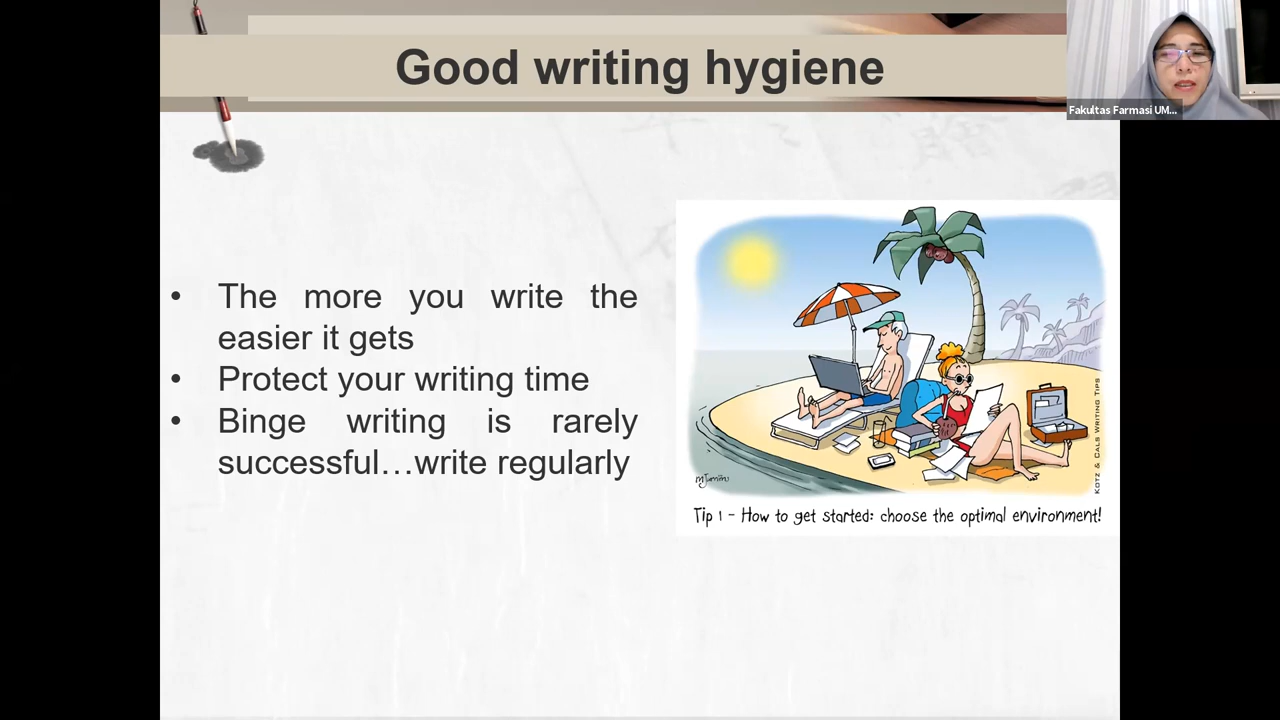 Good writing hygiene
Fakultas Farmasi UM...
• The more you write the
easier it gets
• Protect your writing time
• Binge writing is rarely
successful…write regularly
KOTZ & CALS WRITING TIPS
Tip 1 - How to get started: choose the optimal environment!